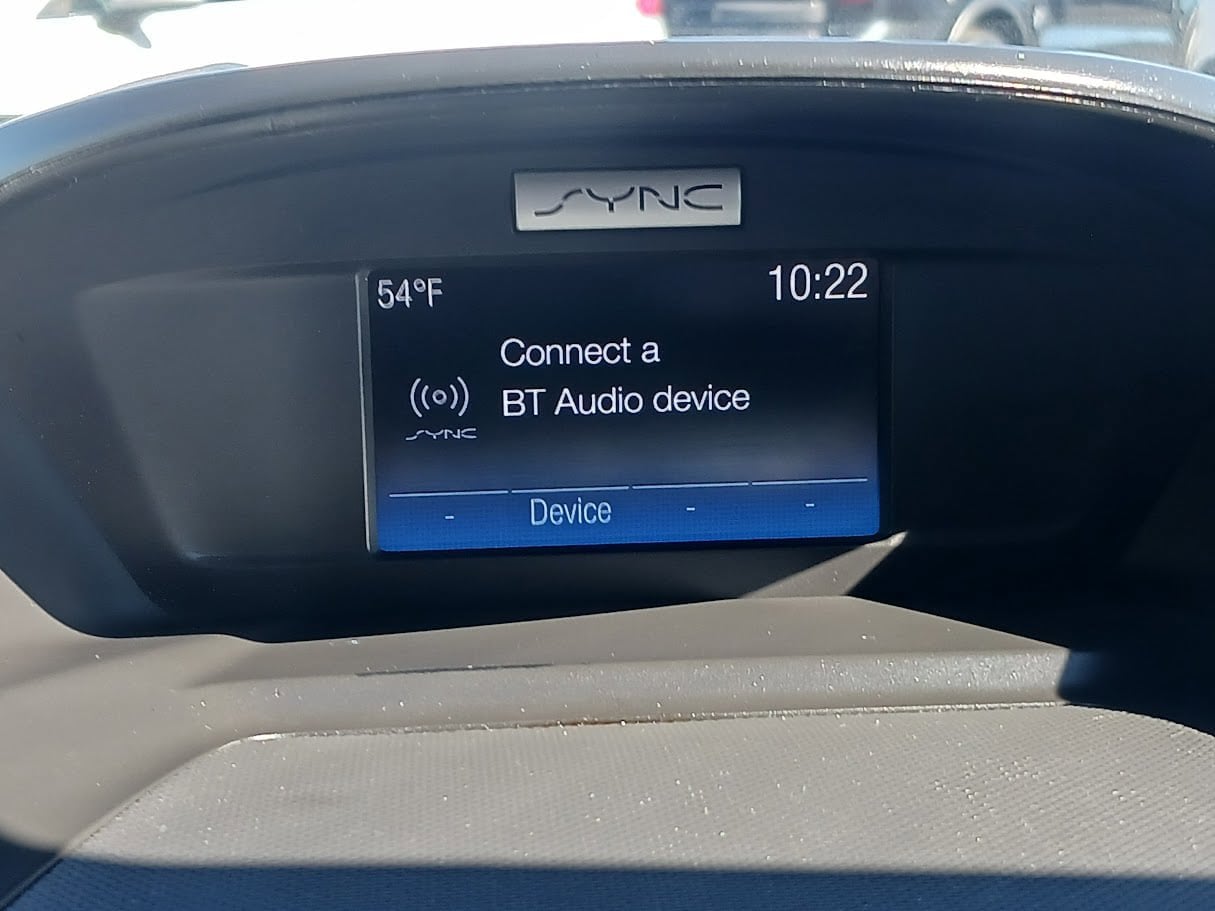 SYNC
54°F 10:22
Connect a
BT Audio device
SYNC
- Device - -